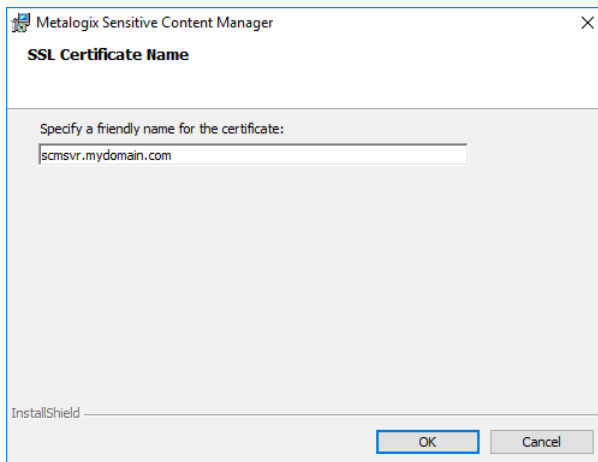 Metalogix Sensitive Content Manager
SSL Certificate Name
Specify a friendly name for the certificate:
scmsvr.mydomain.com
InstallShield
OK Cancel